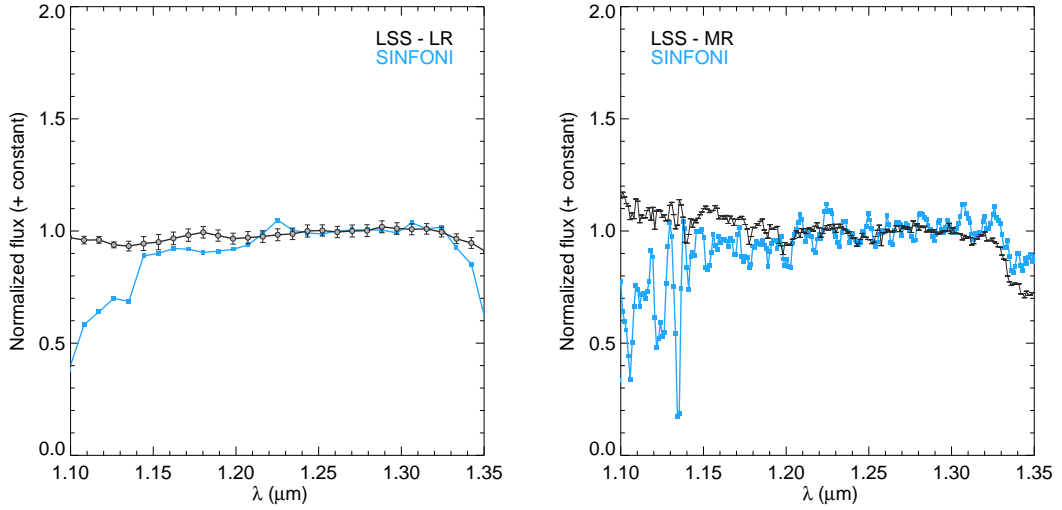 LSS - LR
SINFONI
Normalized flux (+ constant)
2.0
1.5
1.0
0.5
0.0
1.10 1.15 1.20 1.25 1.30 1.35
λ (μm)
LSS - MR
SINFONI
Normalized flux (+ constant)
2.0
1.5
1.0
0.5
0.0
1.10 1.15 1.20 1.25 1.30 1.35
λ (μm)